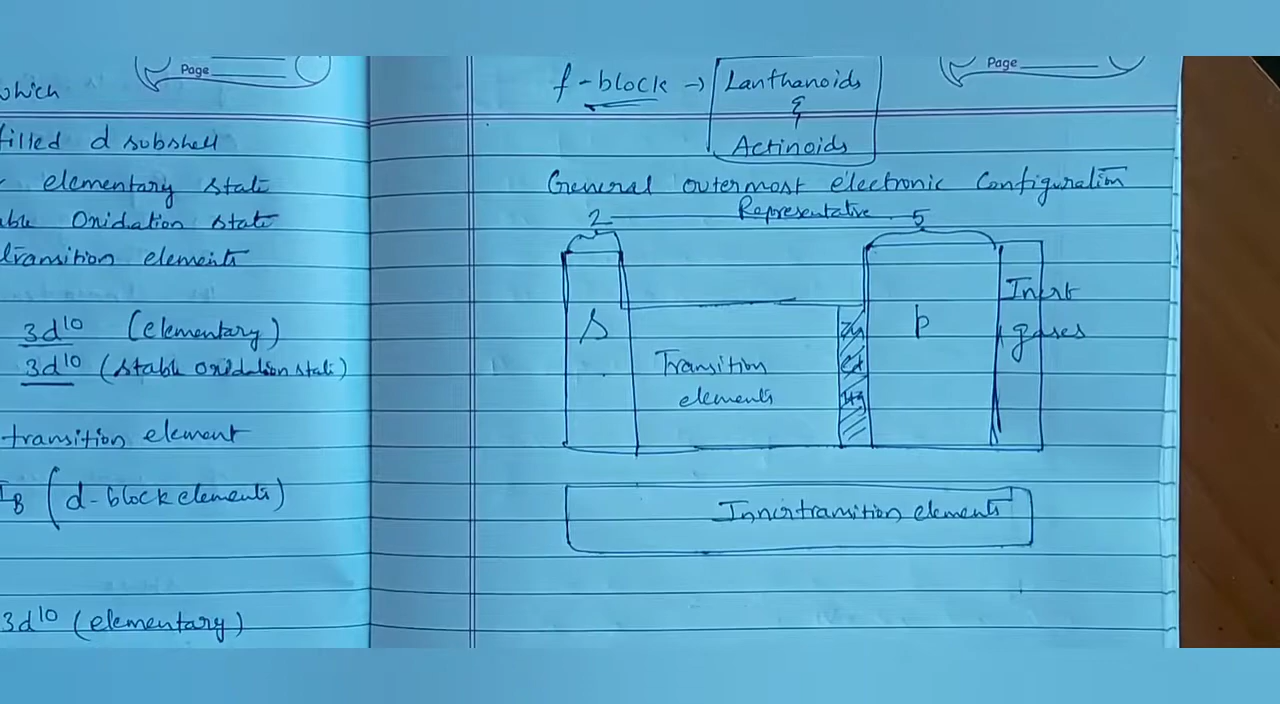 Page
which
filled d subshell
elementary state
able Oxidation state
transition elements
3d10 (elementary)
3d10 (stable oxidation state)
transition element
IB (d-block elements)
3d10 (elementary)
Page
f-block → Lanthanoids
&
Actinoids
General outermost electronic Configuration
2 Representative 5
s
Transition
elements
Zn
Cd
Hg
p
Inert
gases
Innertransition elements